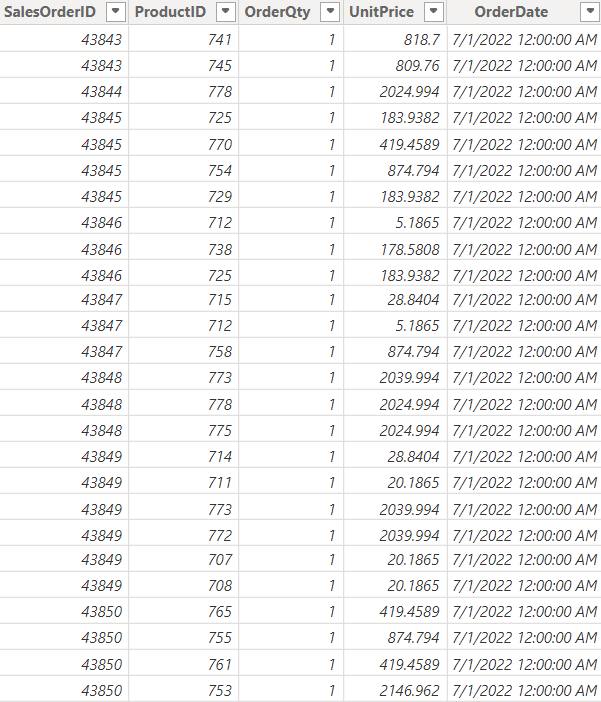 SalesOrderID ProductID OrderQty UnitPrice OrderDate
43843 741 1 818.7 7/1/2022 12:00:00 AM
43843 745 1 809.76 7/1/2022 12:00:00 AM
43844 778 1 2024.994 7/1/2022 12:00:00 AM
43845 725 1 183.9382 7/1/2022 12:00:00 AM
43845 770 1 419.4589 7/1/2022 12:00:00 AM
43845 754 1 874.794 7/1/2022 12:00:00 AM
43845 729 1 183.9382 7/1/2022 12:00:00 AM
43846 712 1 5.1865 7/1/2022 12:00:00 AM
43846 738 1 178.5808 7/1/2022 12:00:00 AM
43846 725 1 183.9382 7/1/2022 12:00:00 AM
43847 715 1 28.8404 7/1/2022 12:00:00 AM
43847 712 1 5.1865 7/1/2022 12:00:00 AM
43847 758 1 874.794 7/1/2022 12:00:00 AM
43848 773 1 2039.994 7/1/2022 12:00:00 AM
43848 778 1 2024.994 7/1/2022 12:00:00 AM
43848 775 1 2024.994 7/1/2022 12:00:00 AM
43849 714 1 28.8404 7/1/2022 12:00:00 AM
43849 711 1 20.1865 7/1/2022 12:00:00 AM
43849 773 1 2039.994 7/1/2022 12:00:00 AM
43849 772 1 2039.994 7/1/2022 12:00:00 AM
43849 707 1 20.1865 7/1/2022 12:00:00 AM
43849 708 1 20.1865 7/1/2022 12:00:00 AM
43850 765 1 419.4589 7/1/2022 12:00:00 AM
43850 755 1 874.794 7/1/2022 12:00:00 AM
43850 761 1 419.4589 7/1/2022 12:00:00 AM
43850 753 1 2146.962 7/1/2022 12:00:00 AM